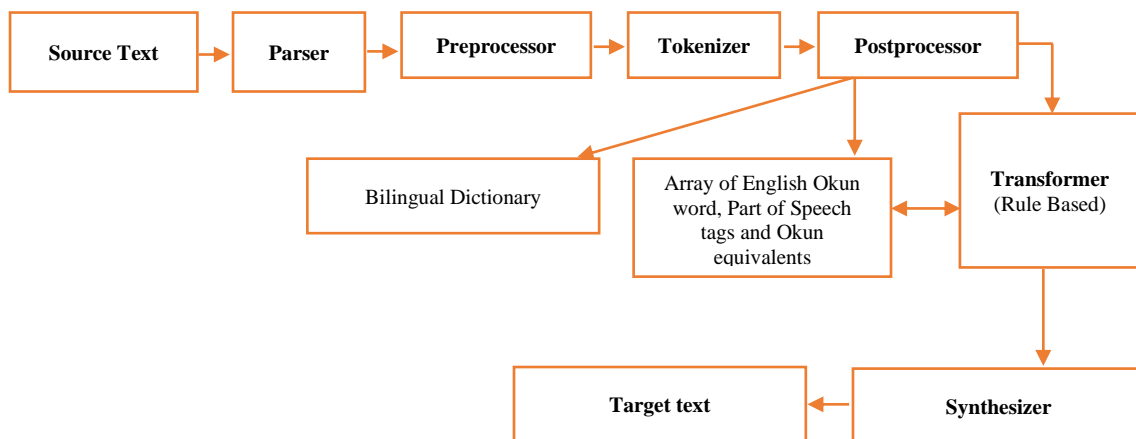 Source Text
Parser
Preprocessor
Tokenizer
Postprocessor
Bilingual Dictionary
Array of English Okun
word, Part of Speech
tags and Okun
equivalents
Transformer
(Rule Based)
Target text
Synthesizer